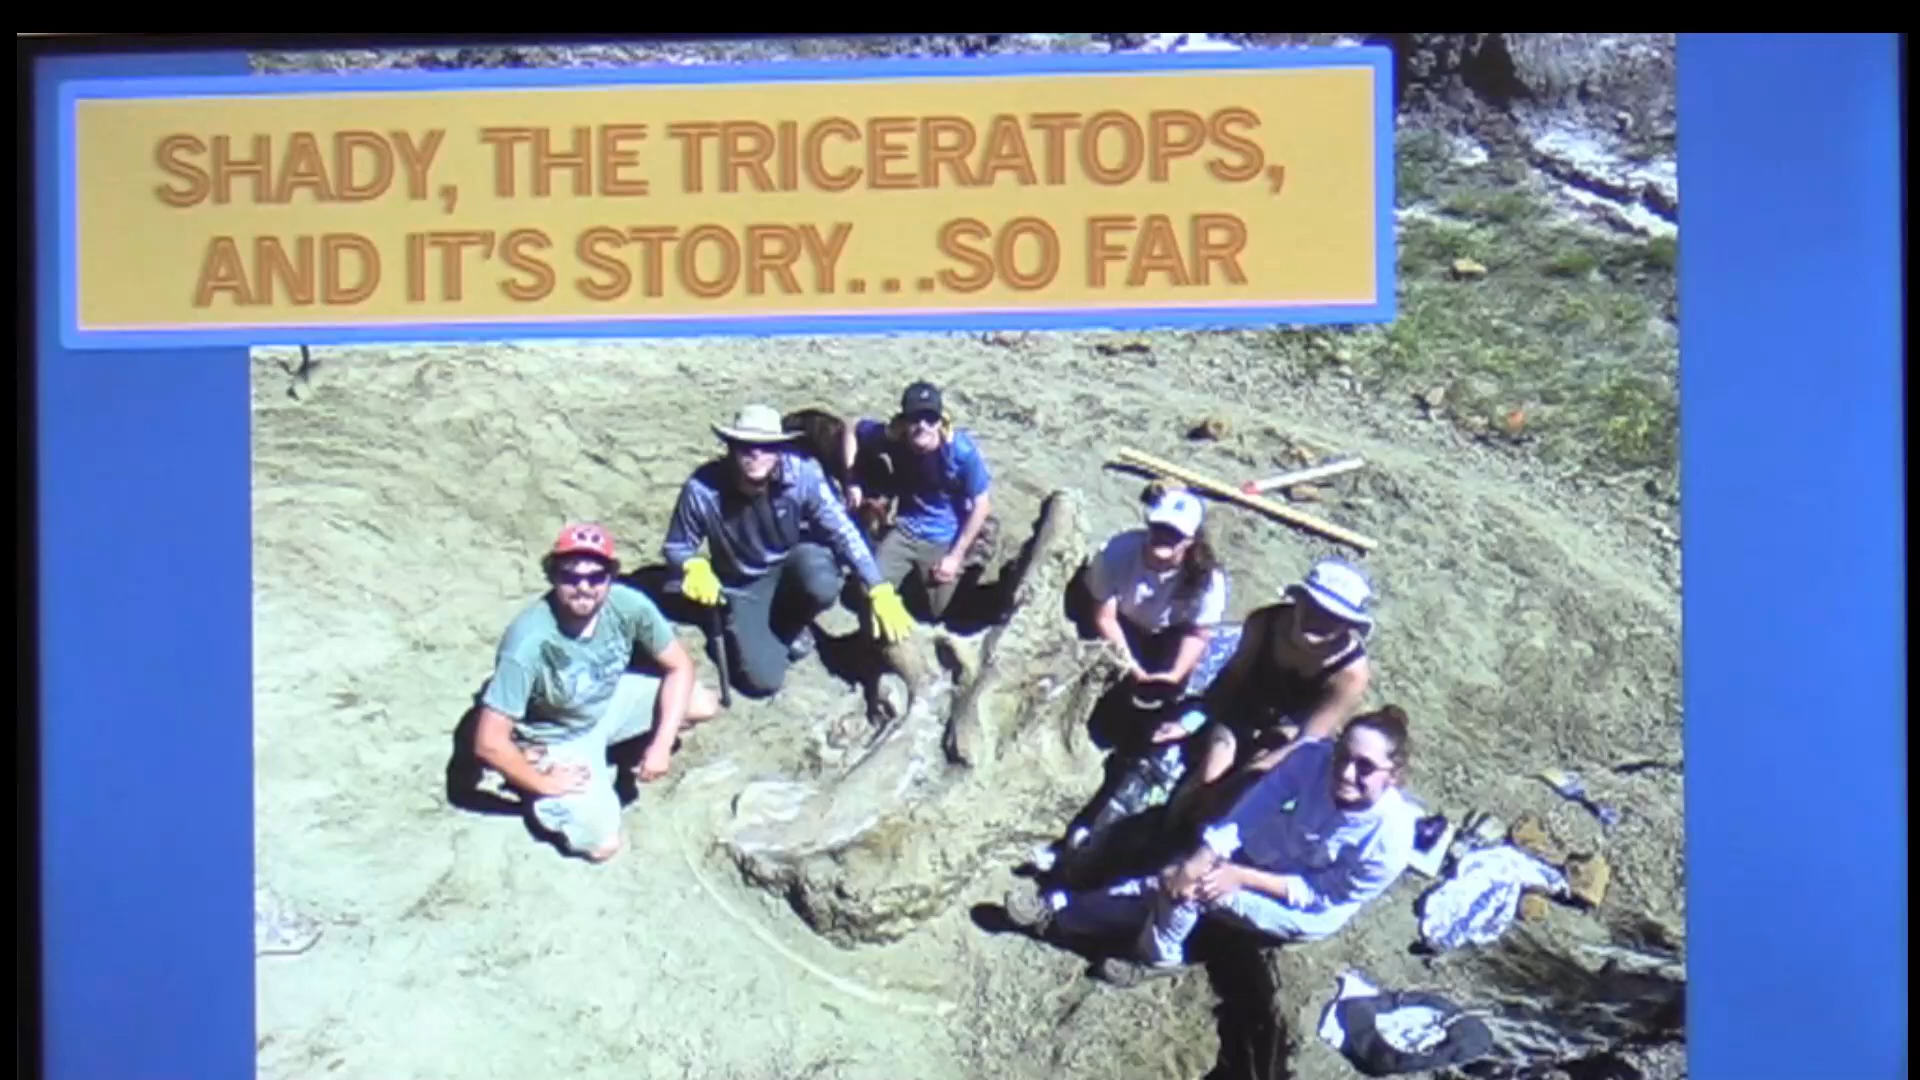 SHADY, THE TRICERATOPS,
AND IT'S STORY...SO FAR